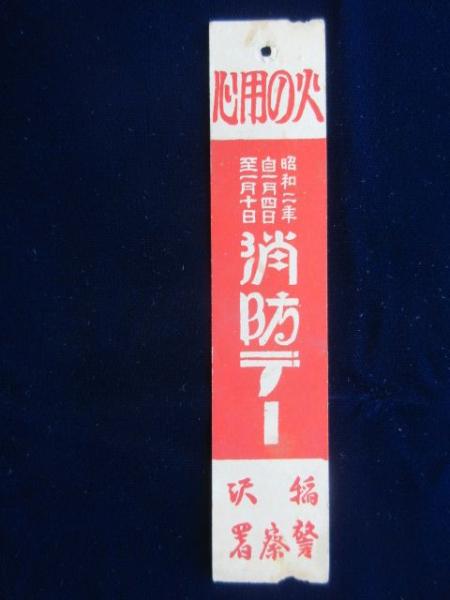 火の用心
昭和二年
自一月四日
至一月十日
消防デー
稲沢
警察署